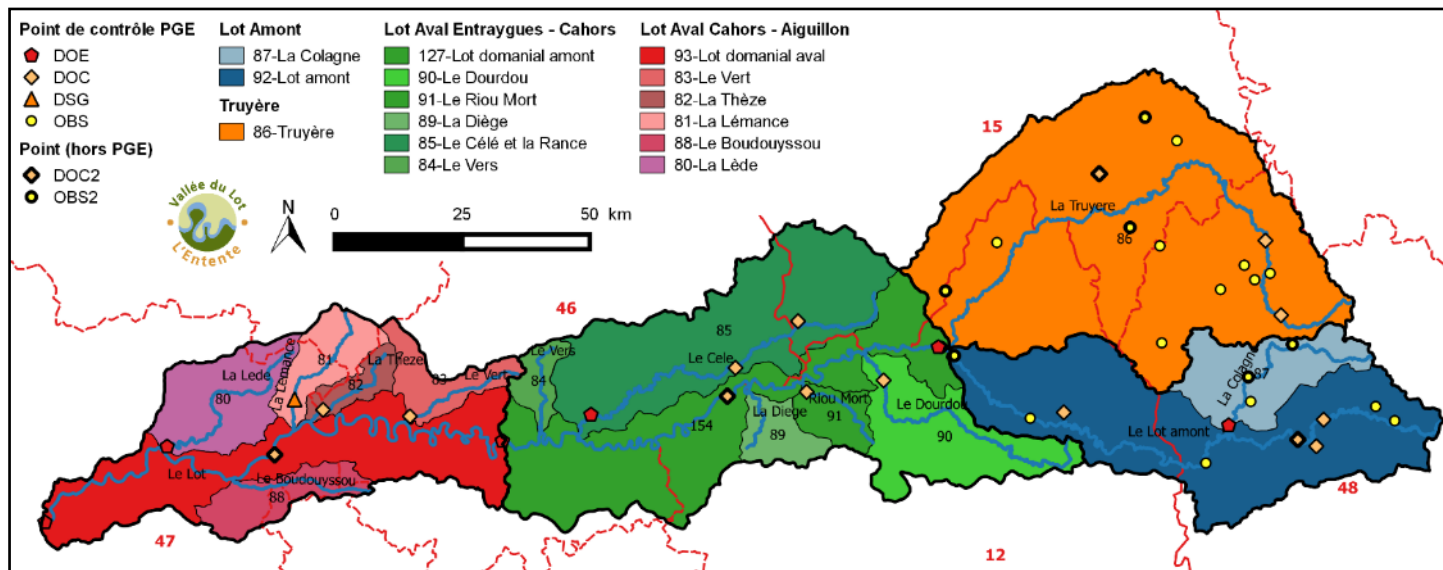 Point de contrôle PGE
DOE
DOC
DSG
OBS
Point (hors PGE)
DOC2
OBS2
Lot Amont
87-La Colagne
92-Lot amont
Truyère
86-Truyère
Lot Aval Entraygues - Cahors
127-Lot domanial amont
90-Le Dourdou
91-Le Riou Mort
89-La Diège
85-Le Célé et la Rance
84-Le Vers
Lot Aval Cahors - Aiguillon
93-Lot domanial aval
83-Le Vert
82-La Thèze
81-La Lémance
88-Le Boudouyssou
80-La Lède
Vallée du Lot
L'Entente
N
0 25 50 km
15
La Truyere
86
46
85
Le Cele
Le Vers
84
La Theze
81
82
83
Le Vert
La Lemance
La Lede
80
154
La Diege
89
Riou Mort
91
Le Dourdou
90
La Colagne
87
Le Lot amont
48
Le Lot
Le Boudouyssou
88
47
12